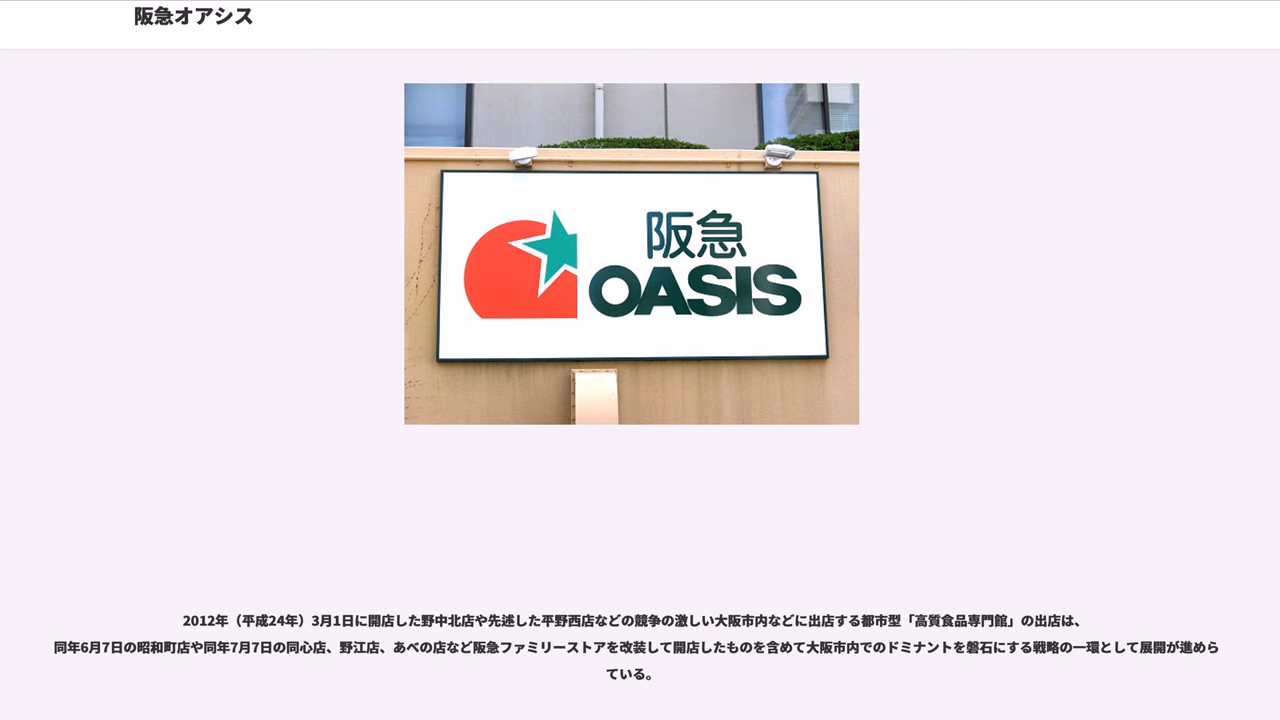 阪急オアシス
阪急
OASIS
2012年（平成24年）3月1日に開店した野中北店や先述した平野西店などの競争の激しい大阪市内などに出店する都市型「高質食品専門館」の出店は、
同年6月7日の昭和町店や同年7月7日の同心店、野江店、あべの店など阪急ファミリーストアを改装して開店したものを含めて大阪市内でのドミナントを磐石にする戦略の一環として展開が進めら
ている。